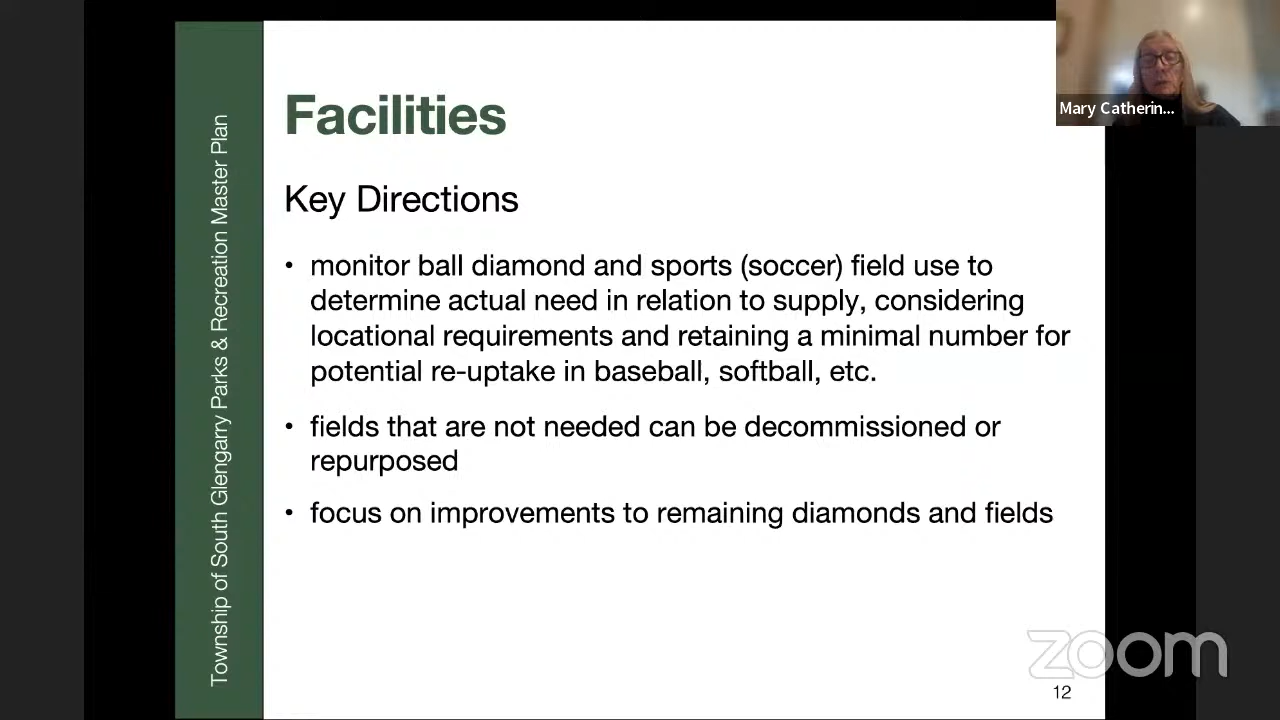 Facilities
Key Directions
• monitor ball diamond and sports (soccer) field use to
determine actual need in relation to supply, considering
locational requirements and retaining a minimal number for
potential re-uptake in baseball, softball, etc.
• fields that are not needed can be decommissioned or
repurposed
• focus on improvements to remaining diamonds and fields
Township of South Glengarry Parks & Recreation Master Plan
Mary Catherin...
zoom
12